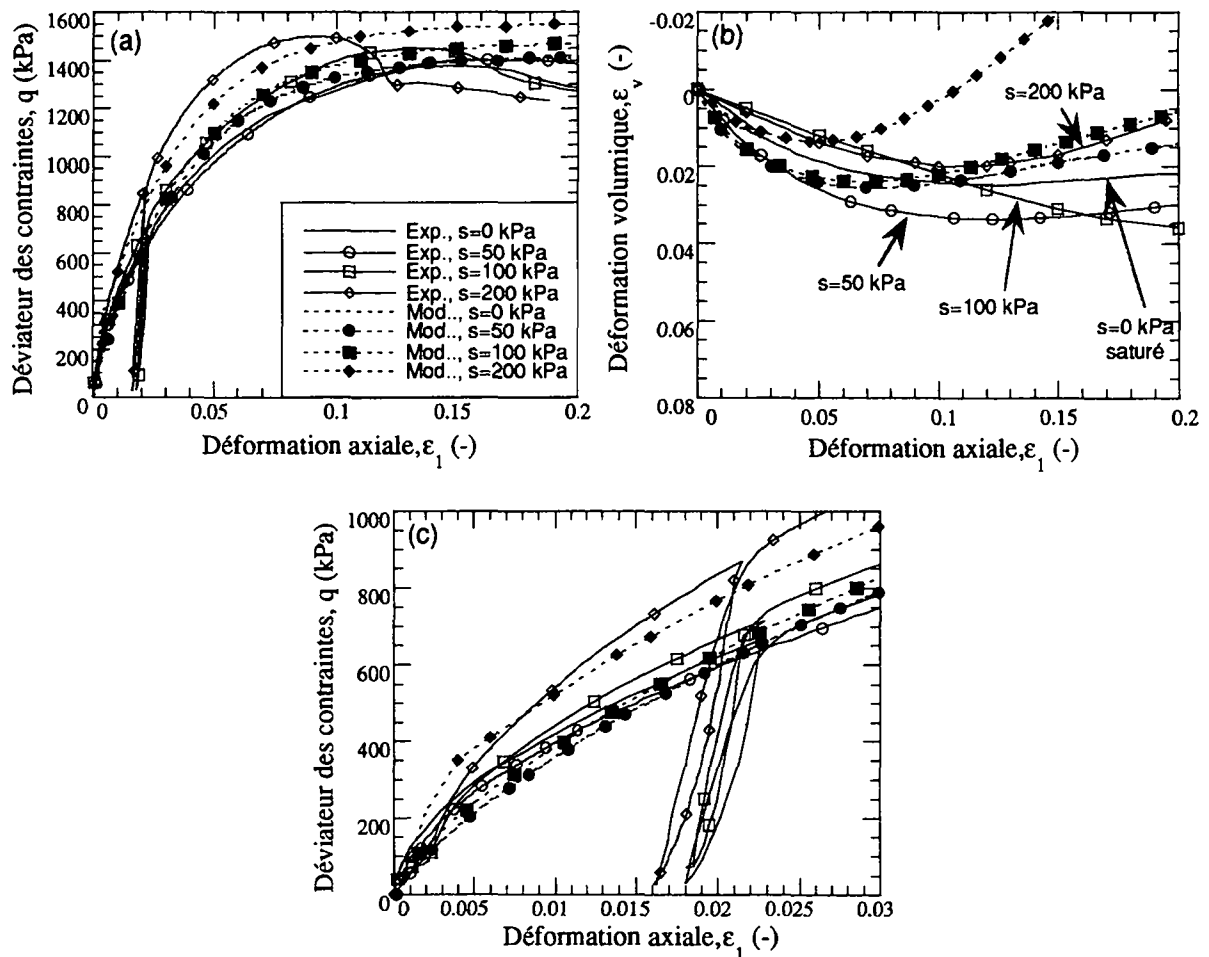 (a)
Déviateur des contraintes, q (kPa)
1600
1400
1200
1000
800
600
400
200
0
0.05
0.1
0.15
0.2
Déformation axiale,ε1 (-)
Exp., s=0 kPa
Exp., s=50 kPa
Exp., s=100 kPa
Exp., s=200 kPa
Mod.., s=0 kPa
Mod.., s=50 kPa
Mod.., s=100 kPa
Mod.., s=200 kPa
(b)
Déformation volumique,εv (-)
-0.02
0
0.02
0.04
0.06
0.08
0
0.05
0.1
0.15
0.2
Déformation axiale,ε1 (-)
s=200 kPa
s=50 kPa
s=100 kPa
s=0 kPa
saturé
(c)
Déviateur des contraintes, q (kPa)
1000
800
600
400
200
0
0
0.005
0.01
0.015
0.02
0.025
0.03
Déformation axiale,ε1 (-)